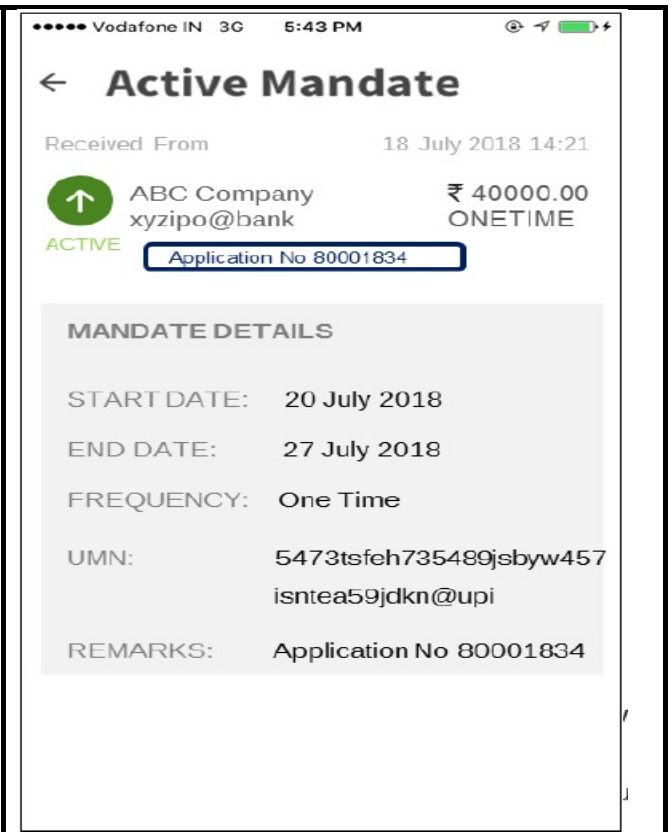 Vodafone IN 3G 5:43 PM
← Active Mandate
Received From 18 July 2018 14:21
ABC Company ₹ 40000.00
xyzipo@bank ONETIME
ACTIVE
Application No 80001834
MANDATE DETAILS
START DATE: 20 July 2018
END DATE: 27 July 2018
FREQUENCY: One Time
UMN: 5473tsfeh735489jsbyw457
isntea59jdkn@upi
REMARKS: Application No 80001834